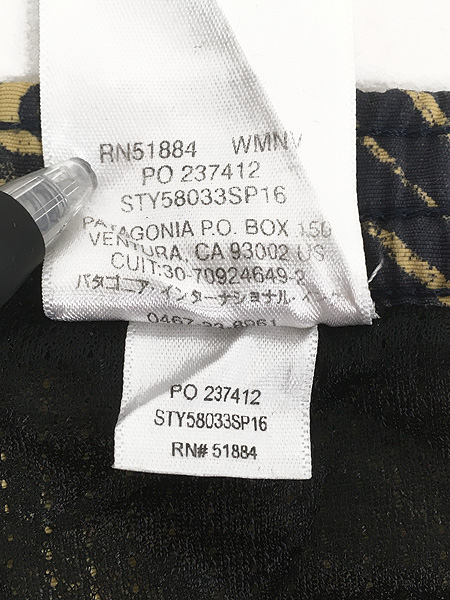 RN51884 WMNV
PO 237412
STY58033SP16
PATAGONIA P.O. BOX 150
VENTURA, CA 93002 US
CUIT:30-70924649-2
パタゴニア・インターナショナル・
PO 237412
STY58033SP16
RN# 51884